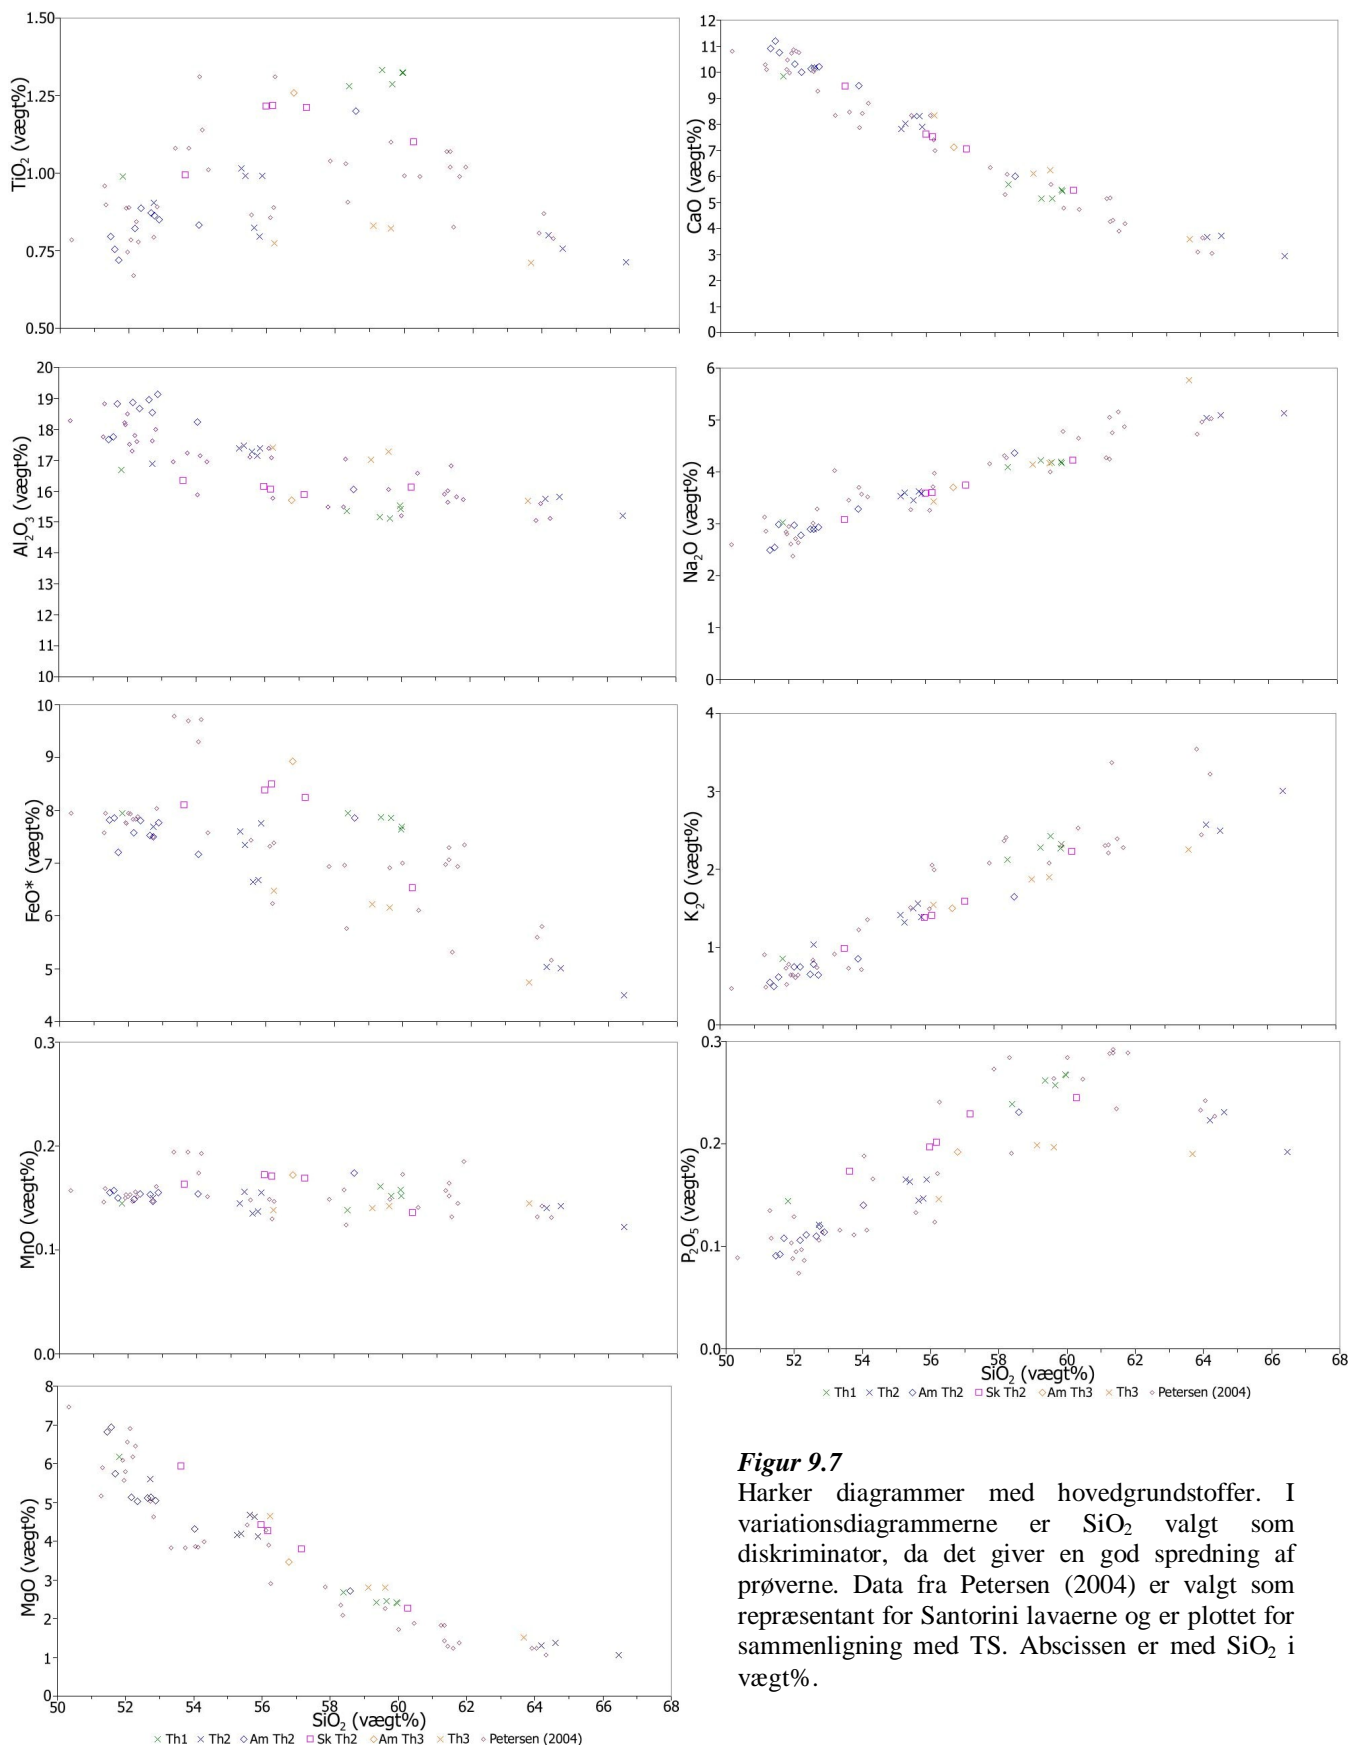 1.50
1.25
1.00
0.75
0.50
TiO2 (vægt%)
12
11
10
9
8
7
6
5
4
3
2
1
0
CaO (vægt%)
20
19
18
17
16
15
14
13
12
11
10
Al2O3 (vægt%)
6
5
4
3
2
1
0
Na2O (vægt%)
10
9
8
7
6
5
4
FeO* (vægt%)
4
3
2
1
0
K2O (vægt%)
0.3
0.2
0.1
0.0
MnO (vægt%)
0.3
0.2
0.1
0.0
P2O5 (vægt%)
50 52 54 56 58 60 62 64 66 68
SiO2 (vægt%)
× Th1 × Th2 ◇ Am Th2 □ Sk Th2 ◇ Am Th3 × Th3 ◇ Petersen (2004)
8
7
6
5
4
3
2
1
0
MgO (vægt%)
50 52 54 56 58 60 62 64 66 68
SiO2 (vægt%)
× Th1 × Th2 ◇ Am Th2 □ Sk Th2 ◇ Am Th3 × Th3 ◇ Petersen (2004)
Figur 9.7
Harker diagrammer med hovedgrundstoffer. I
variationsdiagrammerne er SiO2 valgt som
diskriminator, da det giver en god spredning af
prøverne. Data fra Petersen (2004) er valgt som
repræsentant for Santorini lavaerne og er plottet for
sammenligning med TS. Abscissen er med SiO2 i
vægt%.